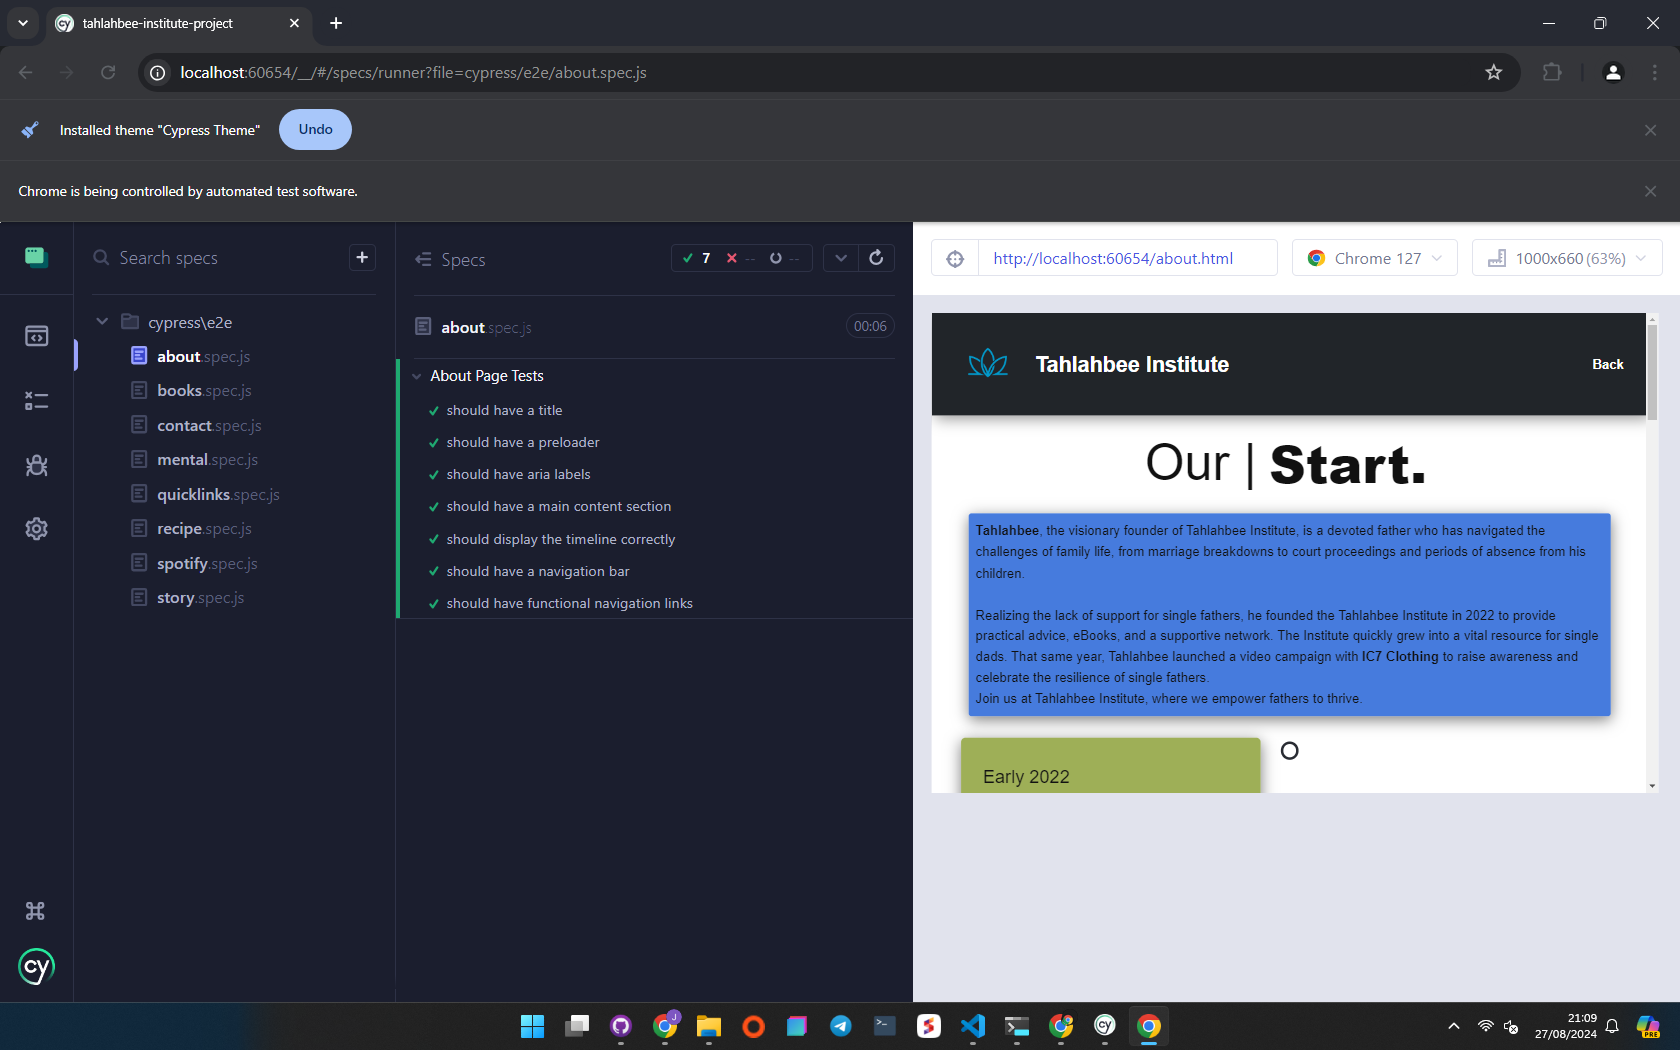 tahlahbee-institute-project
localhost:60654/__/#/specs/runner?file=cypress/e2e/about.spec.js
Installed theme "Cypress Theme"
Undo
Chrome is being controlled by automated test software.
Search specs
cypress\e2e
about.spec.js
books.spec.js
contact.spec.js
mental.spec.js
quicklinks.spec.js
recipe.spec.js
spotify.spec.js
story.spec.js
cy
Specs
7
--
--
about.spec.js
00:06
About Page Tests
should have a title
should have a preloader
should have aria labels
should have a main content section
should display the timeline correctly
should have a navigation bar
should have functional navigation links
http://localhost:60654/about.html
Chrome 127
1000x660 (63%)
Tahlahbee Institute
Back
Our | Start.
Tahlahbee, the visionary founder of Tahlahbee Institute, is a devoted father who has navigated the
challenges of family life, from marriage breakdowns to court proceedings and periods of absence from his
children.
Realizing the lack of support for single fathers, he founded the Tahlahbee Institute in 2022 to provide
practical advice, eBooks, and a supportive network. The Institute quickly grew into a vital resource for single
dads. That same year, Tahlahbee launched a video campaign with IC7 Clothing to raise awareness and
celebrate the resilience of single fathers.
Join us at Tahlahbee Institute, where we empower fathers to thrive.
Early 2022
21:09
27/08/2024
PRE